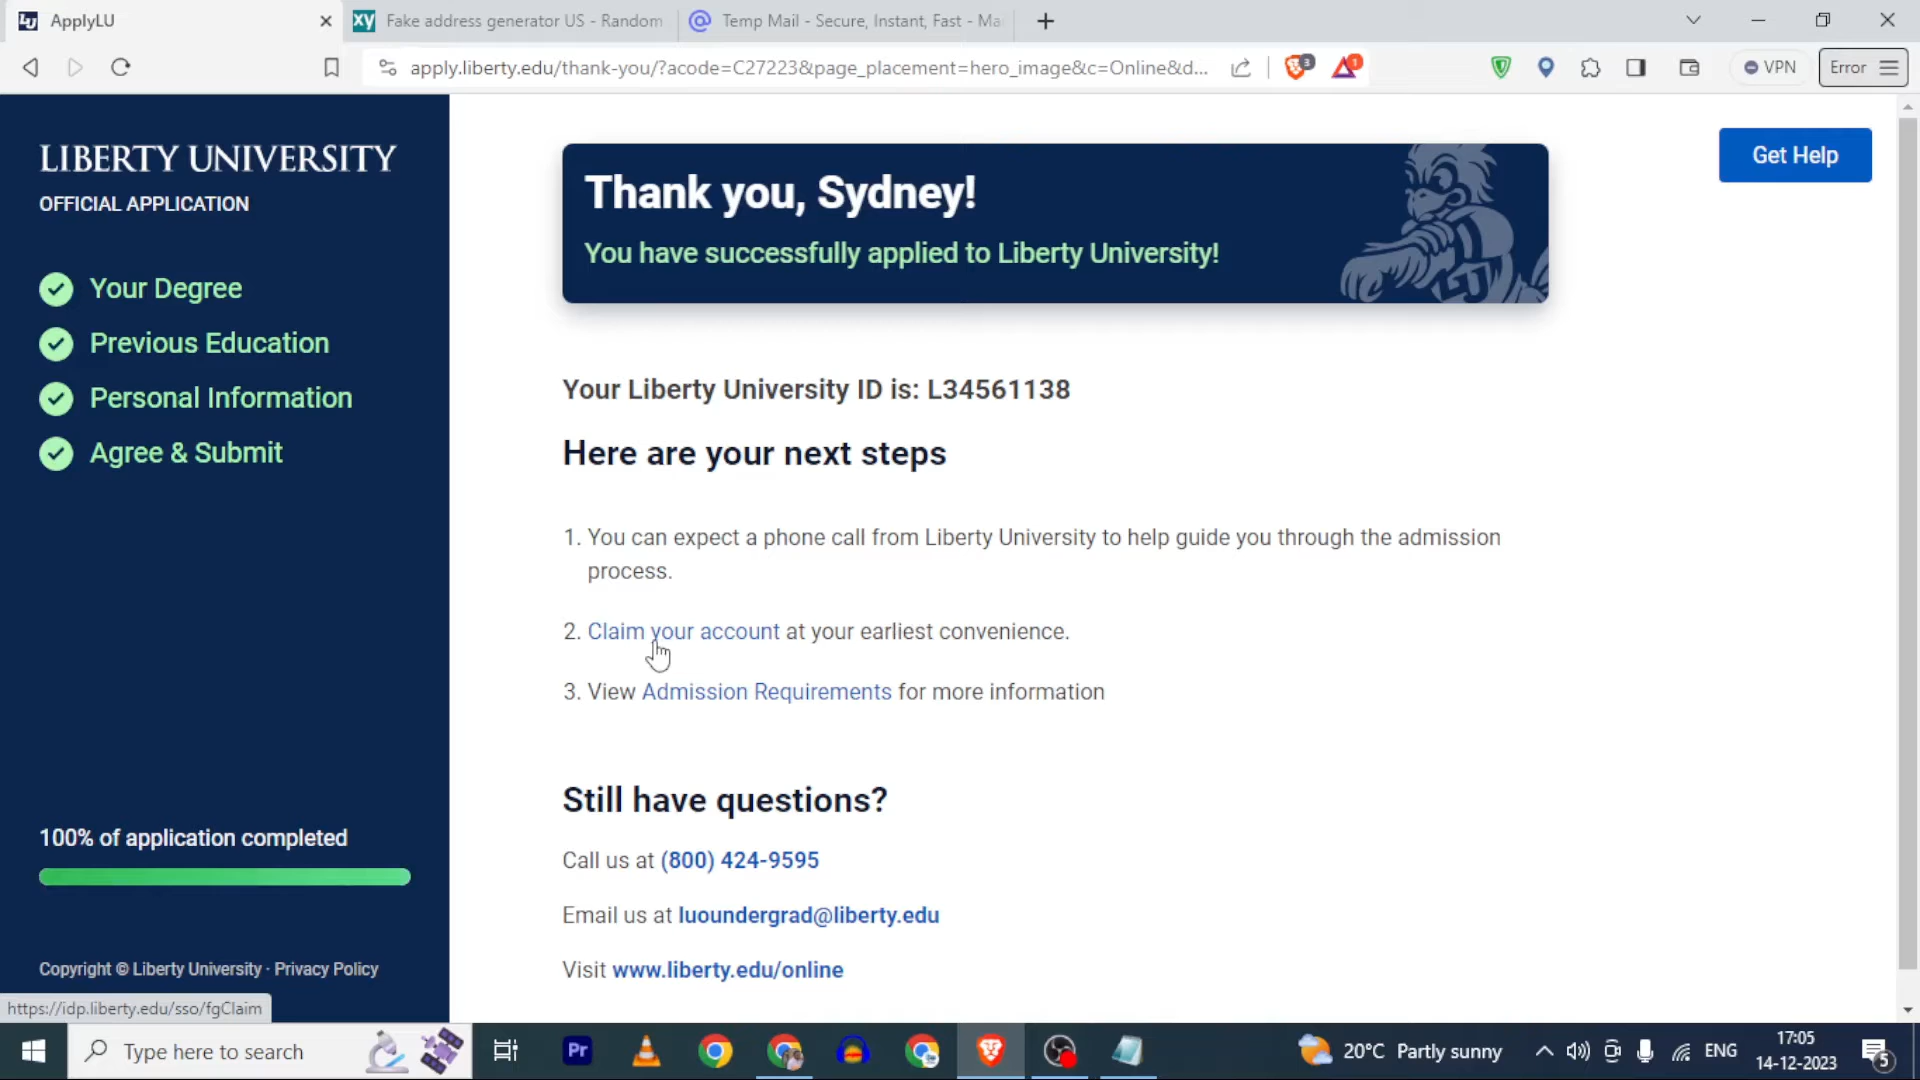 ApplyLU
Fake address generator US - Random
Temp Mail - Secure, Instant, Fast - Ma
apply.liberty.edu/thank-you/?acode=C27223&page_placement=hero_image&c=Online&d...
3
1
VPN
Error
LIBERTY UNIVERSITY
OFFICIAL APPLICATION
Your Degree
Previous Education
Personal Information
Agree & Submit
100% of application completed
Copyright © Liberty University · Privacy Policy
https://idp.liberty.edu/sso/fgClaim
Get Help
Thank you, Sydney!
You have successfully applied to Liberty University!
Your Liberty University ID is: L34561138
Here are your next steps
1. You can expect a phone call from Liberty University to help guide you through the admission
process.
2. Claim your account at your earliest convenience.
3. View Admission Requirements for more information
Still have questions?
Call us at (800) 424-9595
Email us at luoundergrad@liberty.edu
Visit www.liberty.edu/online
Type here to search
Pr
20°C Partly sunny
ENG
17:05
14-12-2023
5